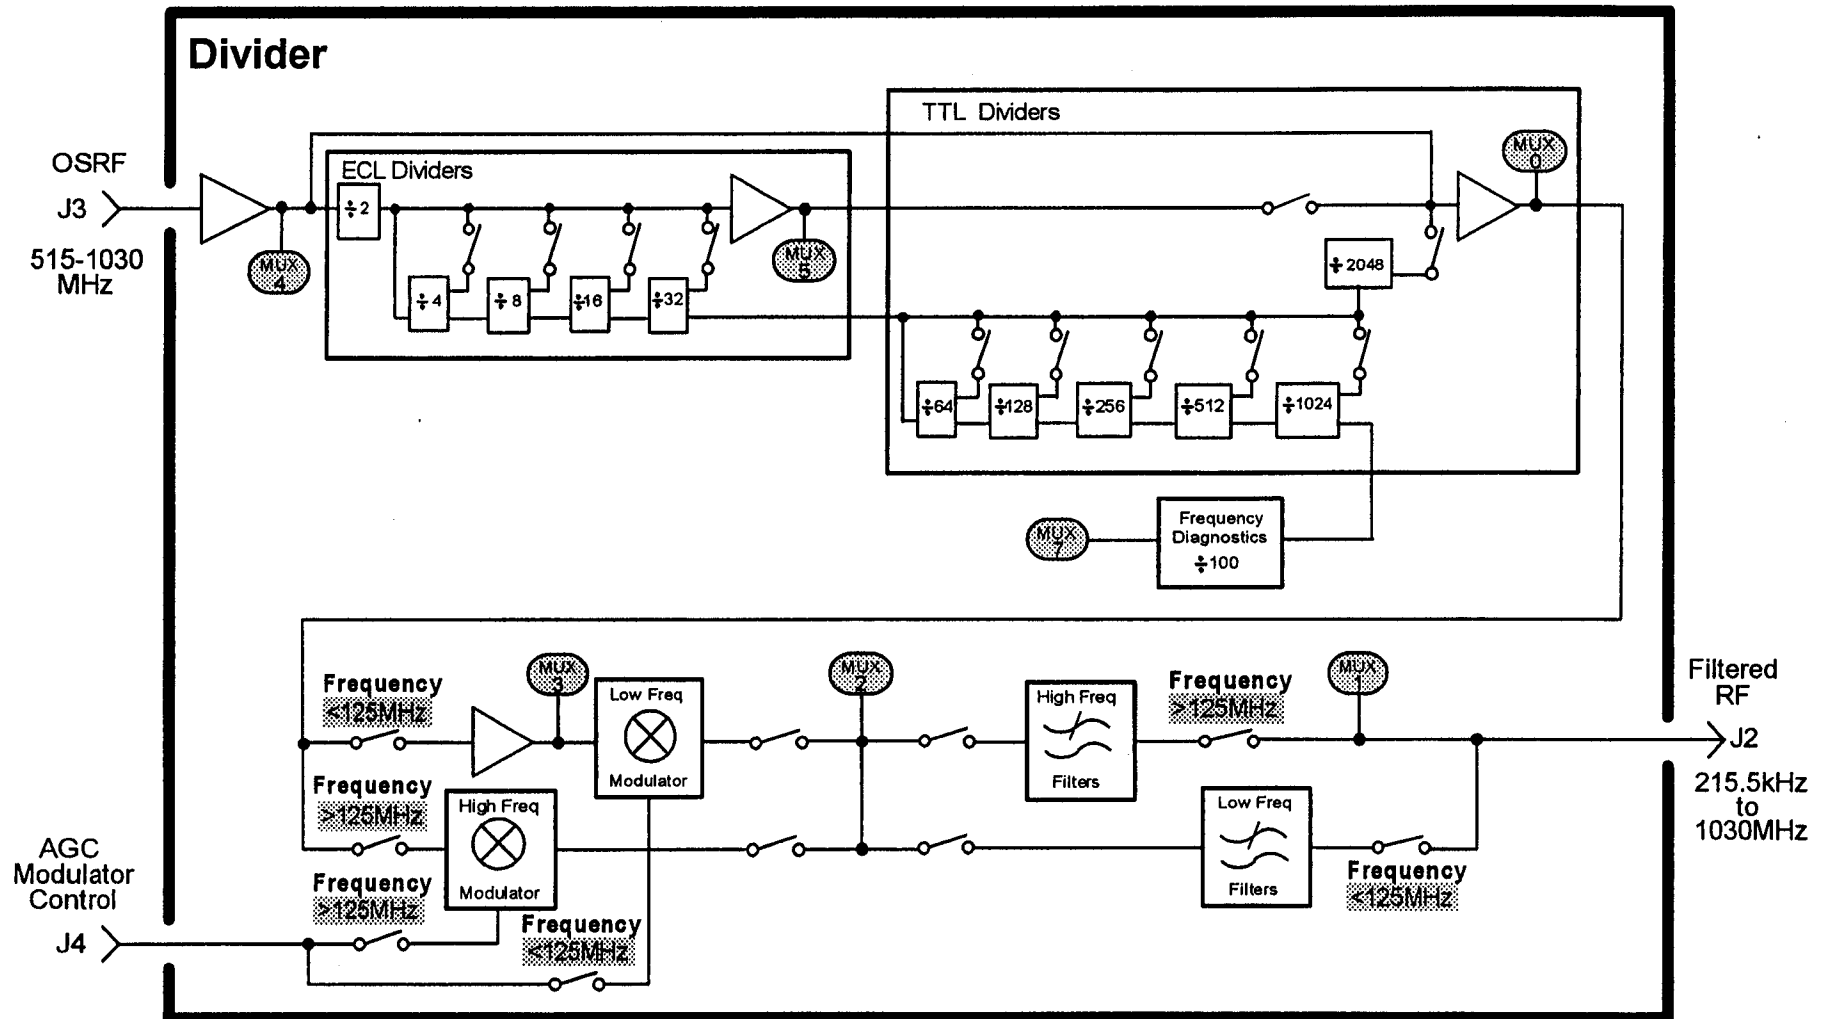 Divider
TTL Dividers
MUX
0
OSRF
J3
515-1030
MHz
MUX
4
ECL Dividers
÷2
MUX
5
÷4
÷8
÷16
÷32
÷2048
÷64
÷128
÷256
÷512
÷1024
MUX
7
Frequency
Diagnostics
÷100
Frequency
<125MHz
MUX
3
Low Freq
Modulator
MUX
2
High Freq
Filters
Frequency
>125MHz
MUX
1
Filtered
RF
J2
215.5kHz
to
1030MHz
Frequency
>125MHz
High Freq
Modulator
Low Freq
Filters
Frequency
<125MHz
AGC
Modulator
Control
J4
Frequency
>125MHz
Frequency
<125MHz